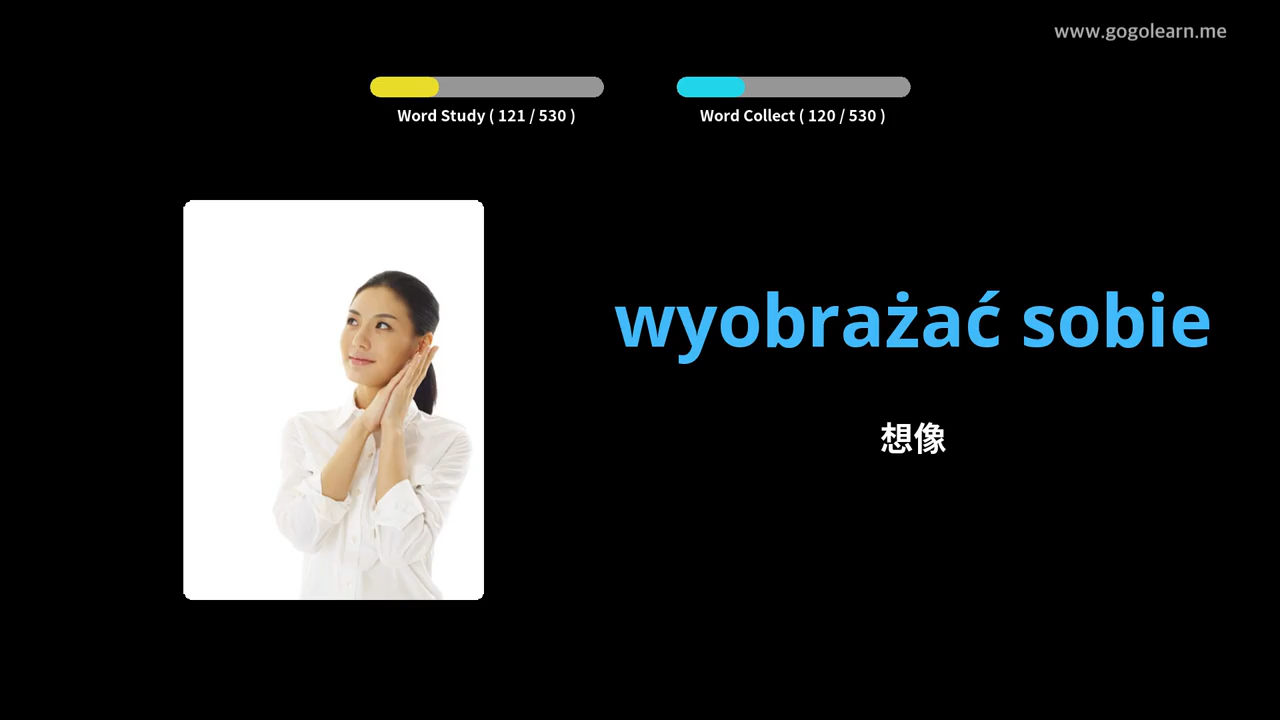 www.gogolearn.me
Word Study ( 121 / 530 )
Word Collect ( 120 / 530 )
wyobrażać sobie
想像